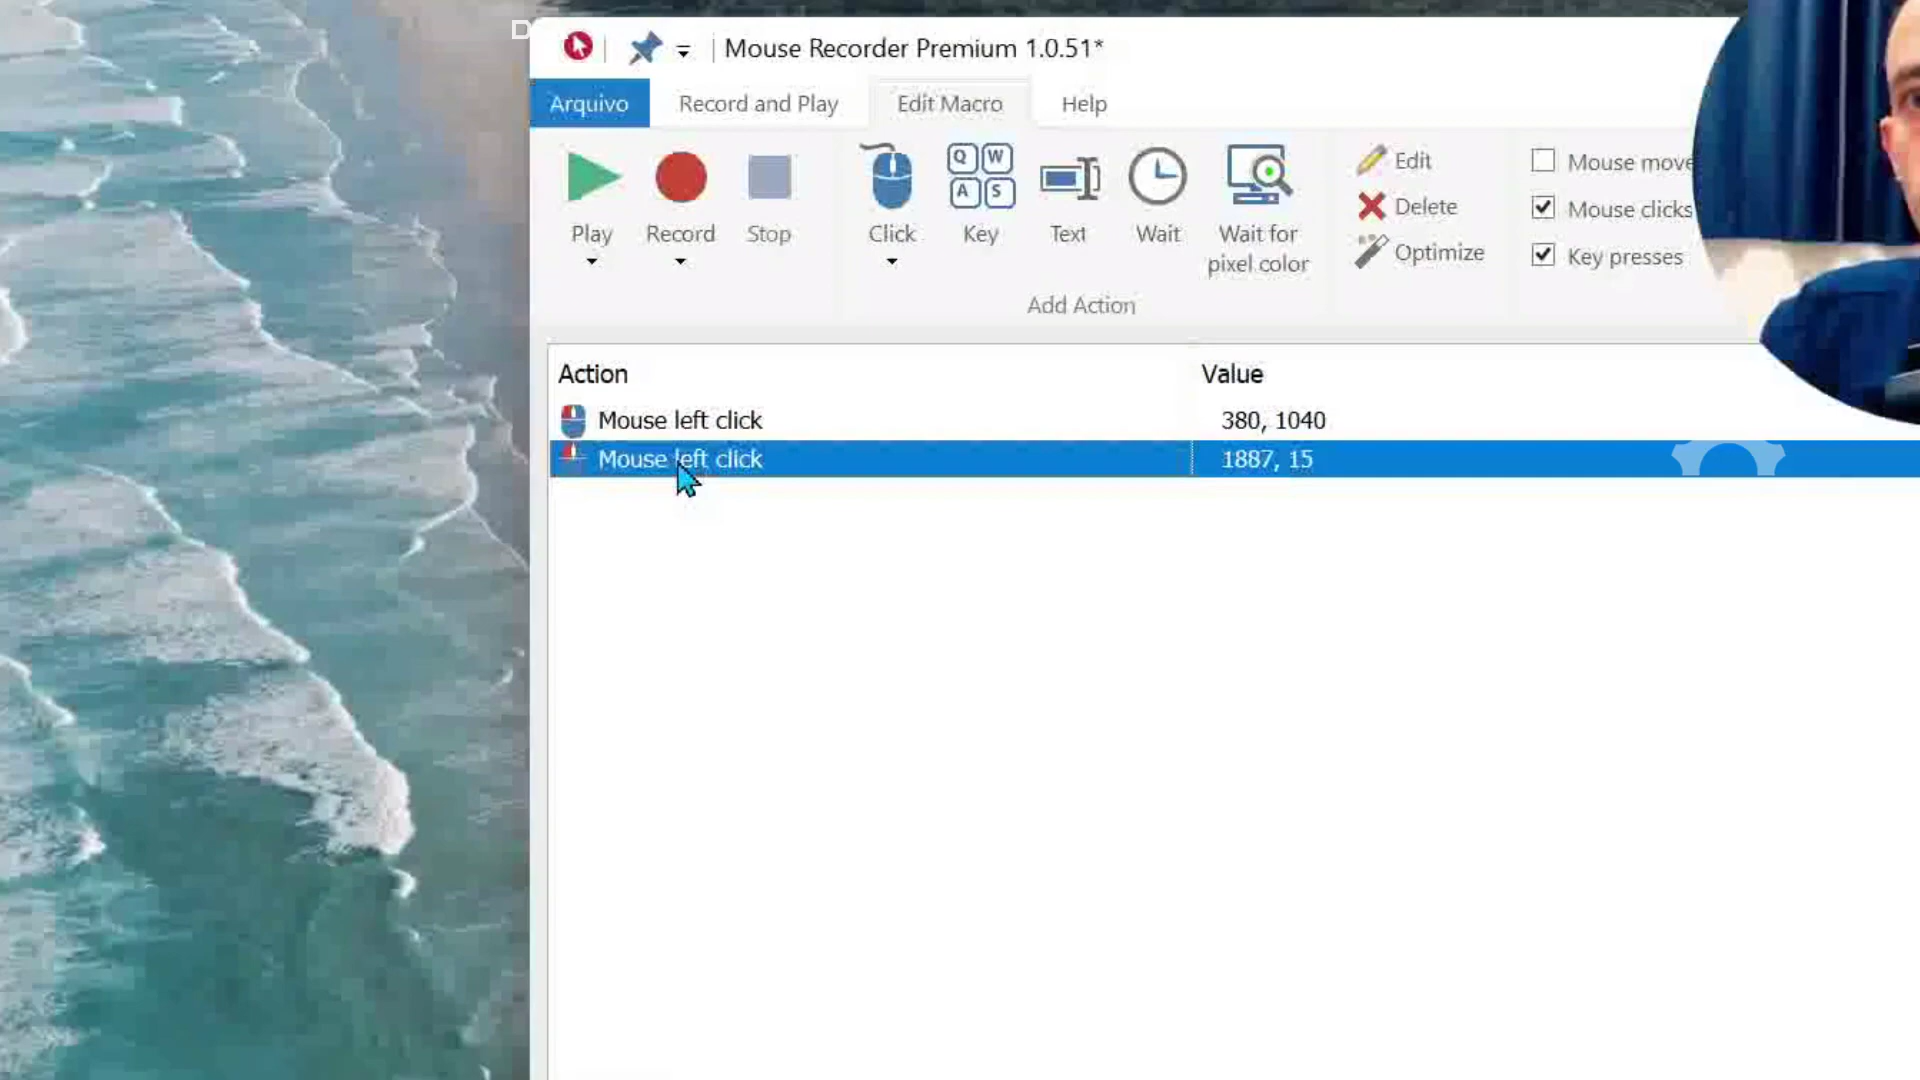 D
Mouse Recorder Premium 1.0.51*
Arquivo Record and Play Edit Macro Help
Play Record Stop Click Key Text Wait Wait for pixel color
Q W A S
Edit
Delete
Optimize
Mouse move
Mouse clicks
Key presses
Add Action
Action Value
Mouse left click 380, 1040
Mouse left click 1887, 15